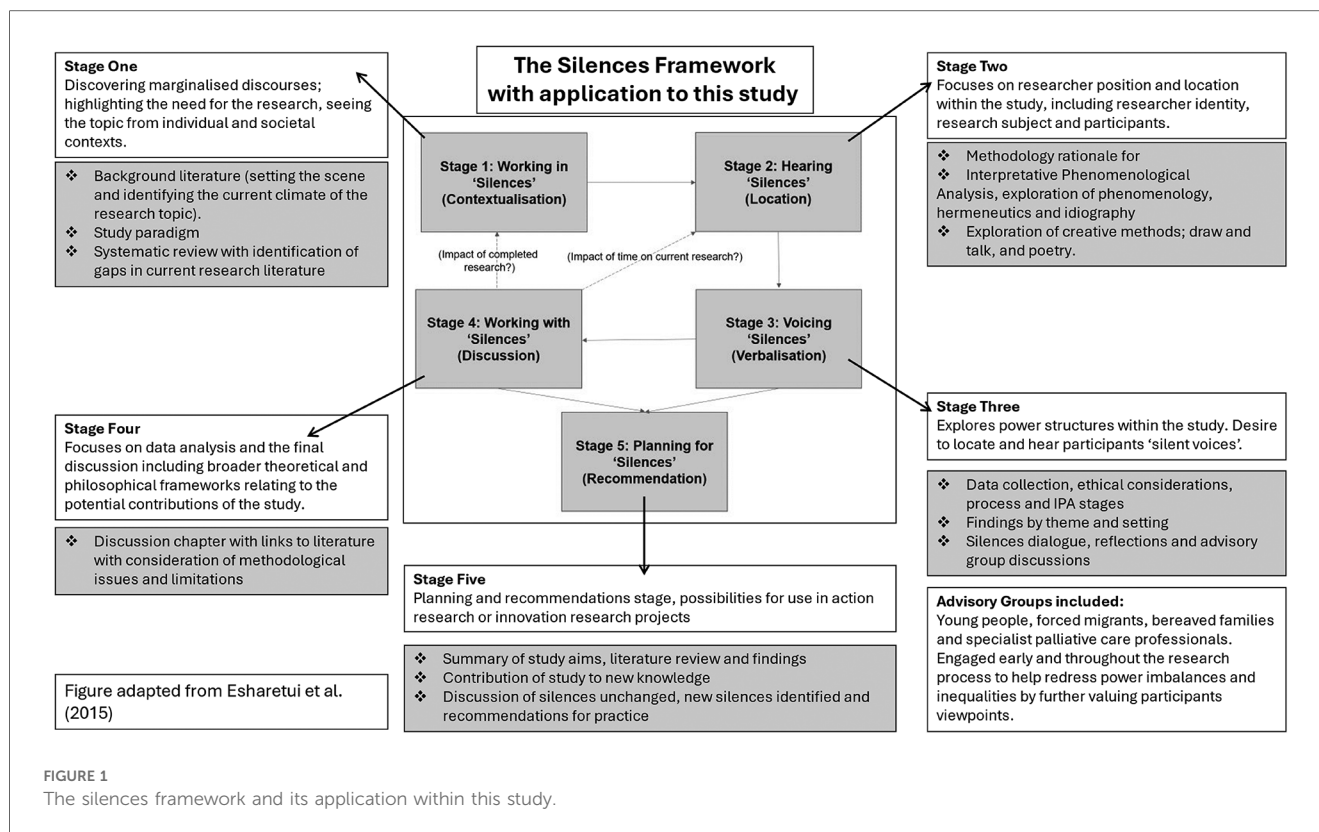 The Silences Framework
with application to this study
Stage One
Discovering marginalised discourses;
highlighting the need for the research, seeing
the topic from individual and societal
contexts.
❖ Background literature (setting the scene
and identifying the current climate of the
research topic).
❖ Study paradigm
❖ Systematic review with identification of
gaps in current research literature
Stage Two
Focuses on researcher position and location
within the study, including researcher identity,
research subject and participants.
❖ Methodology rationale for
❖ Interpretative Phenomenological
Analysis, exploration of phenomenology,
hermeneutics and idiography
❖ Exploration of creative methods; draw and
talk, and poetry.
Stage 1: Working in
‘Silences’
(Contextualisation)
Stage 2: Hearing
‘Silences’
(Location)
(Impact of completed
research?)
(Impact of time on current research?)
Stage 4: Working with
‘Silences’
(Discussion)
Stage 3: Voicing
‘Silences’
(Verbalisation)
Stage 5: Planning for
‘Silences’
(Recommendation)
Stage Four
Focuses on data analysis and the final
discussion including broader theoretical and
philosophical frameworks relating to the
potential contributions of the study.
❖ Discussion chapter with links to literature
with consideration of methodological
issues and limitations
Stage Three
Explores power structures within the study. Desire
to locate and hear participants ‘silent voices’.
❖ Data collection, ethical considerations,
process and IPA stages
❖ Findings by theme and setting
❖ Silences dialogue, reflections and advisory
group discussions
Stage Five
Planning and recommendations stage, possibilities for use in action
research or innovation research projects
❖ Summary of study aims, literature review and findings
❖ Contribution of study to new knowledge
❖ Discussion of silences unchanged, new silences identified and
recommendations for practice
Advisory Groups included:
Young people, forced migrants, bereaved families
and specialist palliative care professionals.
Engaged early and throughout the research
process to help redress power imbalances and
inequalities by further valuing participants
viewpoints.
Figure adapted from Esharetui et al.
(2015)
FIGURE 1
The silences framework and its application within this study.